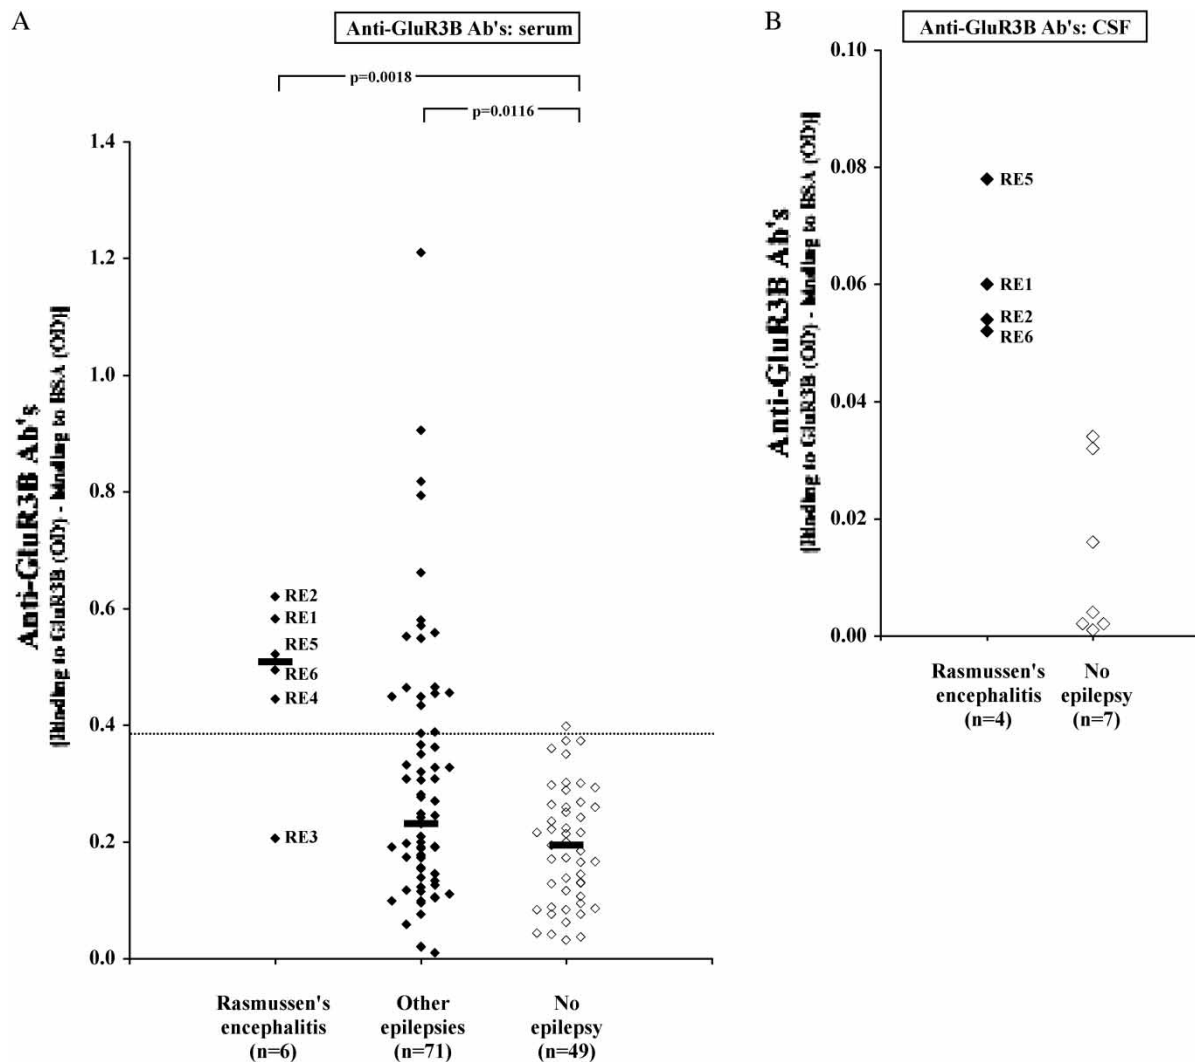 A
Anti-GluR3B Ab's: serum
p=0.0018
p=0.0116
Anti-GluR3B Ab's
[Binding to GluR3B (OD) - binding to BSA (OD)]
1.4
1.2
1.0
0.8
0.6
0.4
0.2
0.0
RE2
RE1
RE5
RE6
RE4
RE3
Rasmussen's
encephalitis
(n=6)
Other
epilepsies
(n=71)
No
epilepsy
(n=49)
B
Anti-GluR3B Ab's: CSF
Anti-GluR3B Ab's
[Binding to GluR3B (OD) - binding to BSA (OD)]
0.10
0.08
0.06
0.04
0.02
0.00
RE5
RE1
RE2
RE6
Rasmussen's
encephalitis
(n=4)
No
epilepsy
(n=7)